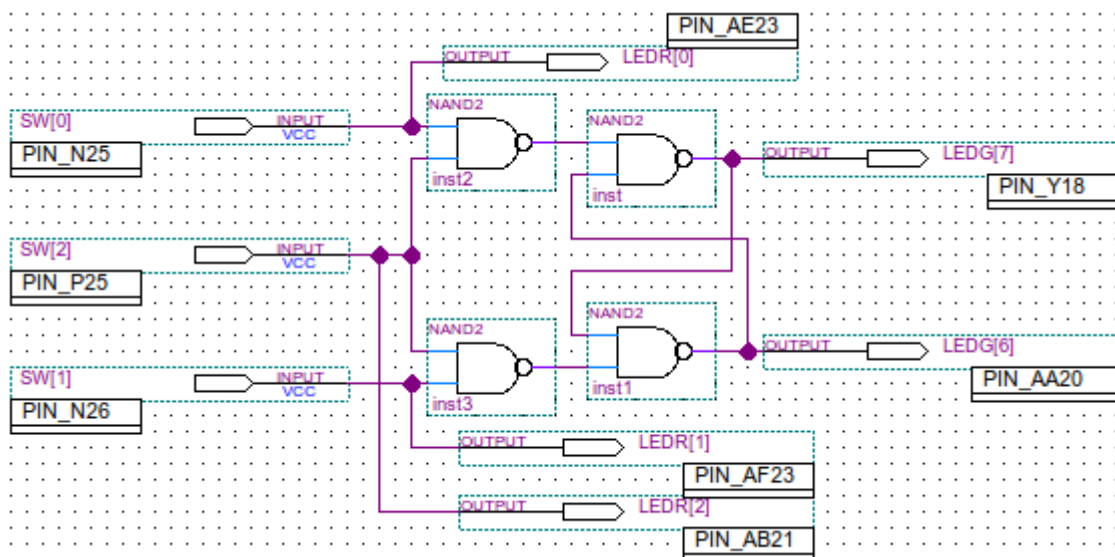 PIN_AE23
OUTPUT
LEDR[0]
NAND2
SW[0]
INPUT
VCC
PIN_N25
inst2
NAND2
inst
OUTPUT
LEDG[7]
PIN_Y18
SW[2]
INPUT
VCC
PIN_P25
NAND2
inst3
NAND2
inst1
OUTPUT
LEDG[6]
PIN_AA20
SW[1]
INPUT
VCC
PIN_N26
OUTPUT
LEDR[1]
PIN_AF23
OUTPUT
LEDR[2]
PIN_AB21